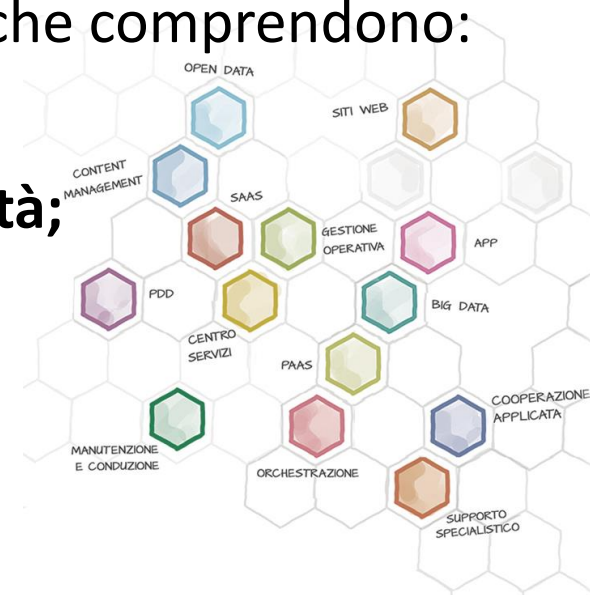 che comprendono:
OPEN DATA
SITI WEB
CONTENT
MANAGEMENT
SAAS
tà;
GESTIONE
OPERATIVA
APP
PDD
BIG DATA
CENTRO
SERVIZI
PAAS
COOPERAZIONE
APPLICATA
MANUTENZIONE
E CONDUZIONE
ORCHESTRAZIONE
SUPPORTO
SPECIALISTICO